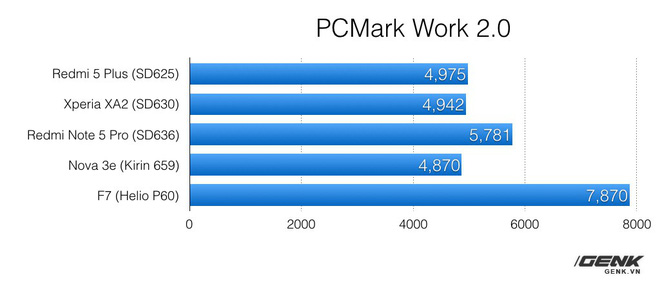 PCMark Work 2.0
Redmi 5 Plus (SD625) 4,975
Xperia XA2 (SD630) 4,942
Redmi Note 5 Pro (SD636) 5,781
Nova 3e (Kirin 659) 4,870
F7 (Helio P60) 7,870
0 2000 4000 6000 8000
GENK
GENK.VN